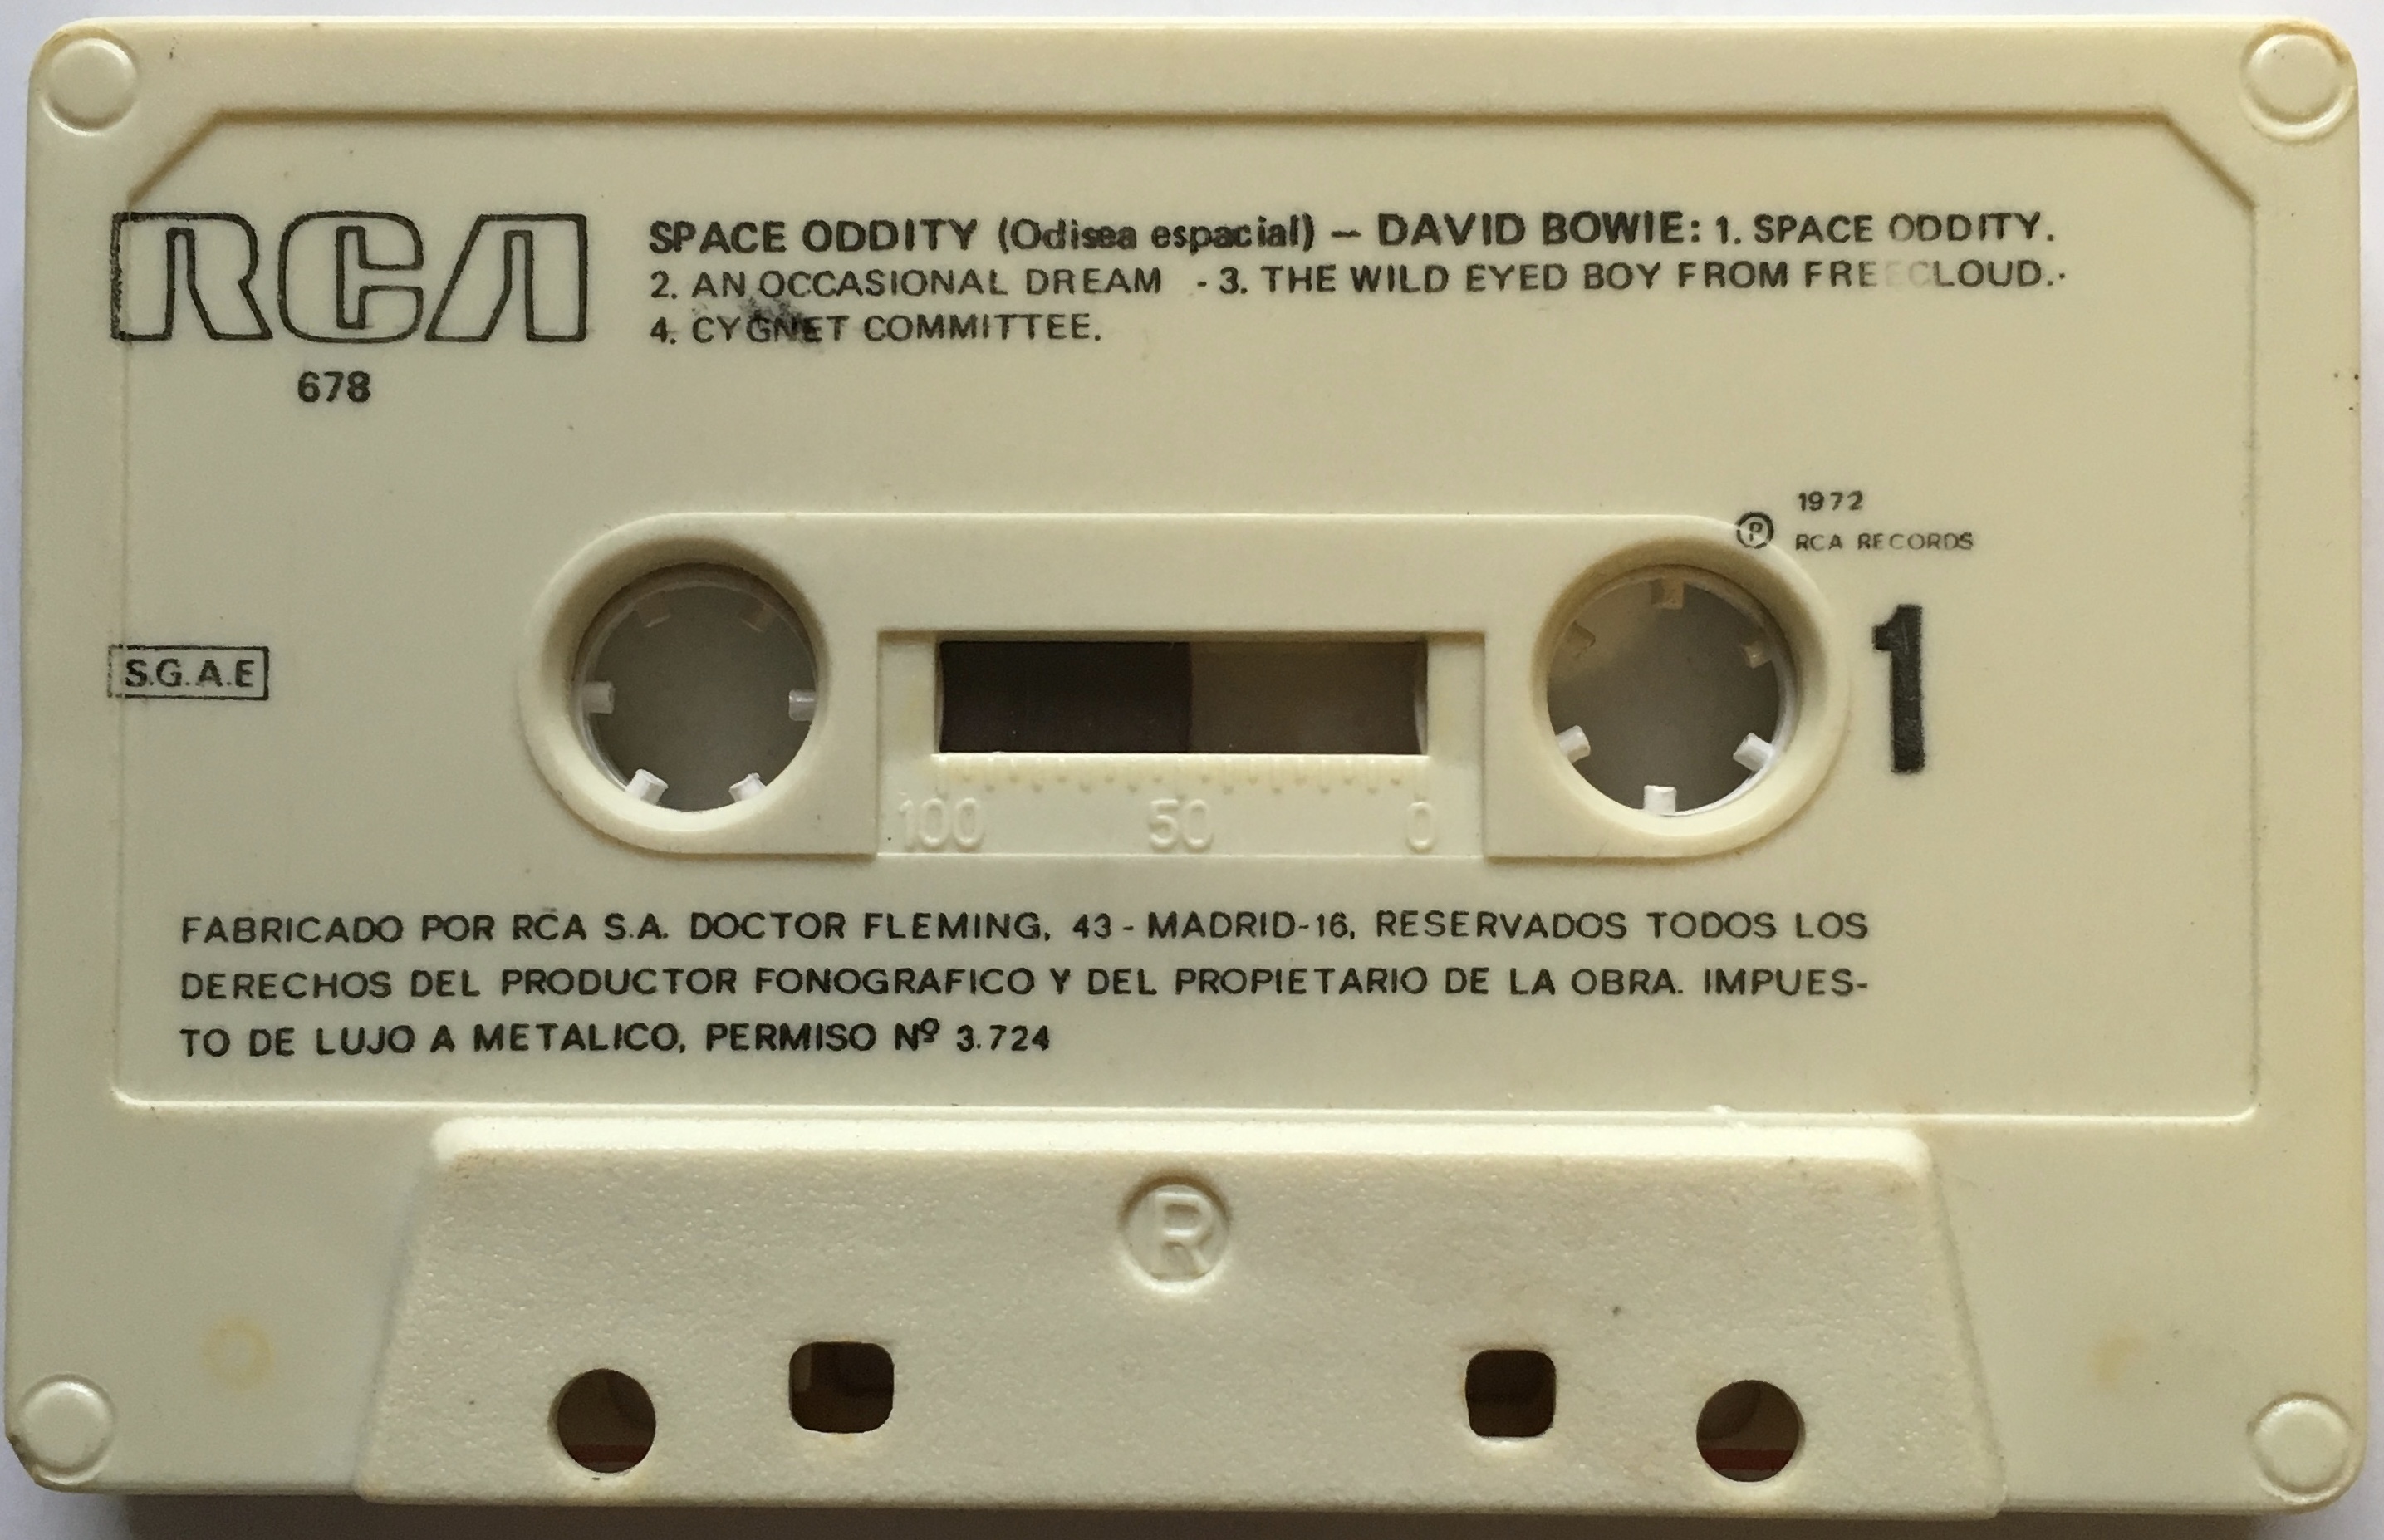 RCA
678
SPACE ODDITY (Odisea espacial) — DAVID BOWIE: 1. SPACE ODDITY.
2. AN OCCASIONAL DREAM - 3. THE WILD EYED BOY FROM FREECLOUD.·
4. CYGNET COMMITTEE.
1972
Ⓟ RCA RECORDS
S.G.A.E
1
100 50 0
FABRICADO POR RCA S.A. DOCTOR FLEMING, 43 - MADRID-16, RESERVADOS TODOS LOS
DERECHOS DEL PRODUCTOR FONOGRAFICO Y DEL PROPIETARIO DE LA OBRA. IMPUES-
TO DE LUJO A METALICO, PERMISO Nº 3.724
®